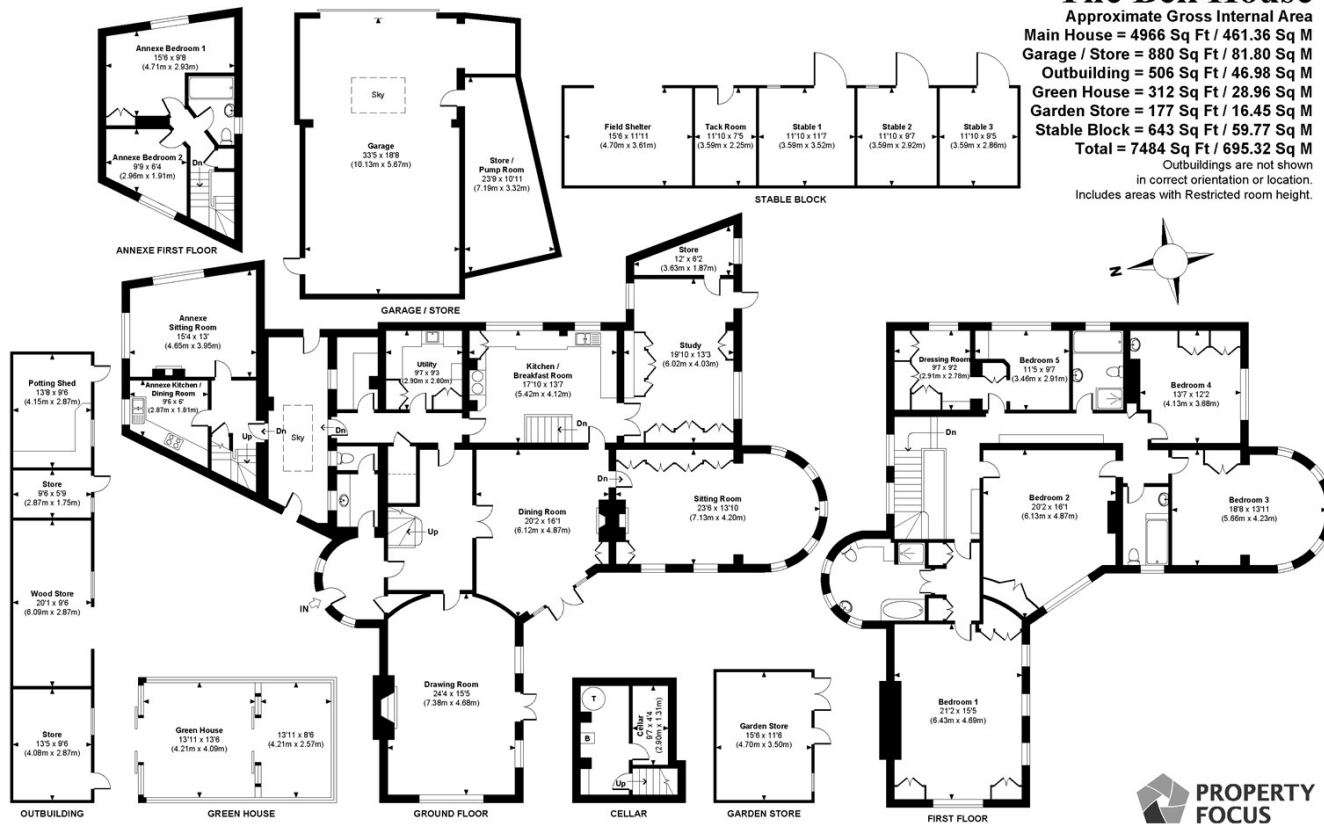 The Bell House
Approximate Gross Internal Area
Main House = 4966 Sq Ft / 461.36 Sq M
Garage / Store = 880 Sq Ft / 81.80 Sq M
Outbuilding = 506 Sq Ft / 46.98 Sq M
Green House = 312 Sq Ft / 28.96 Sq M
Garden Store = 177 Sq Ft / 16.45 Sq M
Stable Block = 643 Sq Ft / 59.77 Sq M
Total = 7484 Sq Ft / 695.32 Sq M
Outbuildings are not shown
in correct orientation or location.
Includes areas with Restricted room height.
N
Annexe Bedroom 1
15'6 x 9'8
(4.71m x 2.93m)
Annexe Bedroom 2
9'9 x 6'4
(2.96m x 1.91m)
Dn
ANNEXE FIRST FLOOR
Sky
Garage
33'5 x 18'8
(10.13m x 5.67m)
Store /
Pump Room
23'9 x 10'11
(7.19m x 3.32m)
GARAGE / STORE
Field Shelter
15'6 x 11'11
(4.70m x 3.61m)
Tack Room
11'10 x 7'5
(3.59m x 2.25m)
Stable 1
11'10 x 11'7
(3.59m x 3.52m)
Stable 2
11'10 x 9'7
(3.59m x 2.92m)
Stable 3
11'10 x 9'5
(3.59m x 2.86m)
STABLE BLOCK
Potting Shed
13'8 x 9'6
(4.15m x 2.87m)
Store
9'6 x 5'9
(2.87m x 1.75m)
Wood Store
20'1 x 9'6
(6.09m x 2.87m)
Store
13'5 x 9'6
(4.08m x 2.87m)
OUTBUILDING
Annexe
Sitting Room
15'4 x 13'
(4.65m x 3.95m)
Annexe Kitchen /
Dining Room
9'6 x 6'
(2.87m x 1.81m)
Up
Dn
Sky
Dn
Utility
9'7 x 9'3
(2.90m x 2.80m)
Kitchen /
Breakfast Room
17'10 x 13'7
(5.42m x 4.12m)
Dn
Store
12' x 6'2
(3.63m x 1.87m)
Study
19'10 x 13'3
(6.02m x 4.03m)
Dn
Sitting Room
23'6 x 13'10
(7.13m x 4.20m)
Dining Room
20'2 x 16'1
(6.12m x 4.87m)
Up
IN
Drawing Room
24'4 x 15'5
(7.38m x 4.68m)
GROUND FLOOR
Green House
13'11 x 13'6
(4.21m x 4.09m)
13'11 x 8'6
(4.21m x 2.57m)
GREEN HOUSE
T
B
Cellar
9'7 x 4'4
(2.90m x 1.31m)
Up
CELLAR
Garden Store
15'6 x 11'6
(4.70m x 3.50m)
GARDEN STORE
Dressing Room
9'7 x 9'2
(2.91m x 2.78m)
Bedroom 5
11'5 x 9'7
(3.46m x 2.91m)
Bedroom 4
13'7 x 12'2
(4.13m x 3.68m)
Dn
Bedroom 2
20'2 x 16'1
(6.13m x 4.87m)
Bedroom 3
18'8 x 13'11
(5.66m x 4.23m)
Bedroom 1
21'2 x 15'5
(6.43m x 4.69m)
FIRST FLOOR
PROPERTY
FOCUS